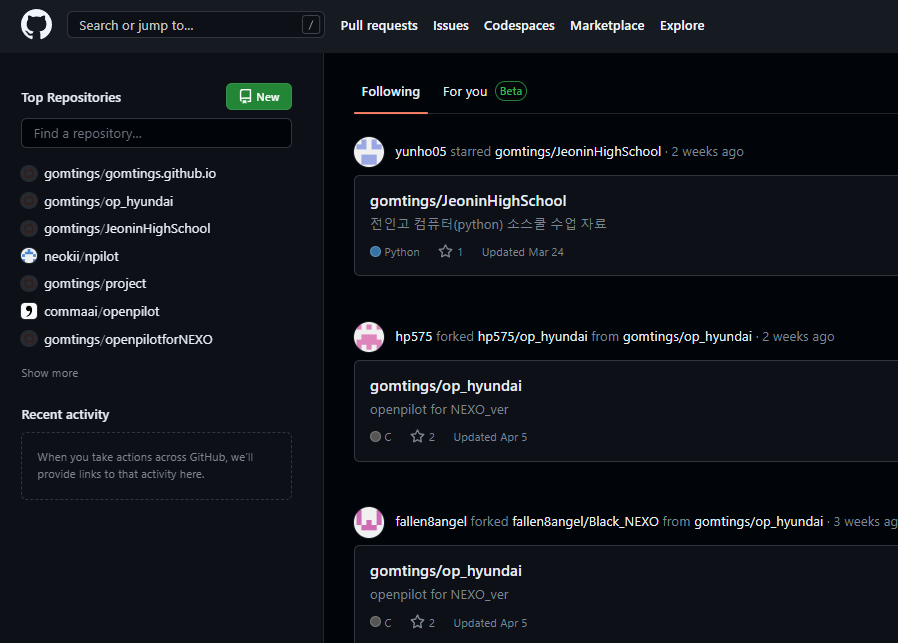 Search or jump to...
/
Pull requests
Issues
Codespaces
Marketplace
Explore
Top Repositories
New
Find a repository...
gomtings/gomtings.github.io
gomtings/op_hyundai
gomtings/JeoninHighSchool
neokii/npilot
gomtings/project
commaai/openpilot
gomtings/openpilotforNEXO
Show more
Recent activity
When you take actions across GitHub, we'll
provide links to that activity here.
Following
For you Beta
yunho05 starred gomtings/JeoninHighSchool · 2 weeks ago
gomtings/JeoninHighSchool
전인고 컴퓨터(python) 소스쿨 수업 자료
Python 1 Updated Mar 24
hp575 forked hp575/op_hyundai from gomtings/op_hyundai · 2 weeks ago
gomtings/op_hyundai
openpilot for NEXO_ver
C 2 Updated Apr 5
fallen8angel forked fallen8angel/Black_NEXO from gomtings/op_hyundai · 3 weeks ag
gomtings/op_hyundai
openpilot for NEXO_ver
C 2 Updated Apr 5